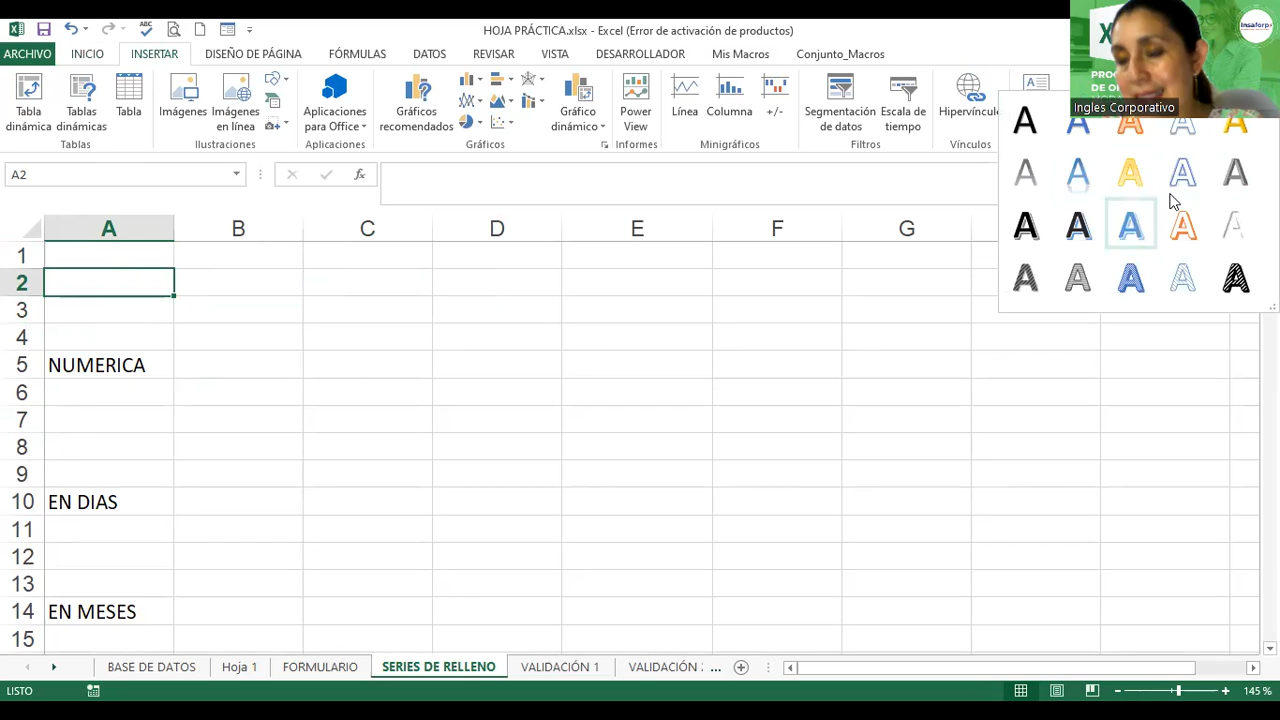 HOJA PRÁCTICA.xlsx - Excel (Error de activación de productos)
ARCHIVO INICIO INSERTAR DISEÑO DE PÁGINA FÓRMULAS DATOS REVISAR VISTA DESARROLLADOR Mis Mcros Conjunto_Macros
Tabla dinámica
Tablas dinámicas
Tabla
Imágenes
Imágenes en línea
Aplicaciones para Office
Gráficos recomendados
Gráfico dinámico
Power View
Línea
Columna
+/-
Segmentación de datos
Escala de tiempo
Hipervínculo
Tablas Ilustraciones Aplicaciones Gráficos Informes Minigráficos Filtros Vínculos
Ingles Corporativo
Insaforp
A A A A A
A A A A A
A A A A A
A A A A A
A2 fx
A B C D E F G
1
2
3
4
5 NUMERICA
6
7
8
9
10 EN DIAS
11
12
13
14 EN MESES
15
BASE DE DATOS Hoja 1 FORMULARIO SERIES DE RELLENO VALIDACIÓN 1 VALIDACIÓN ...
LISTO 145 %